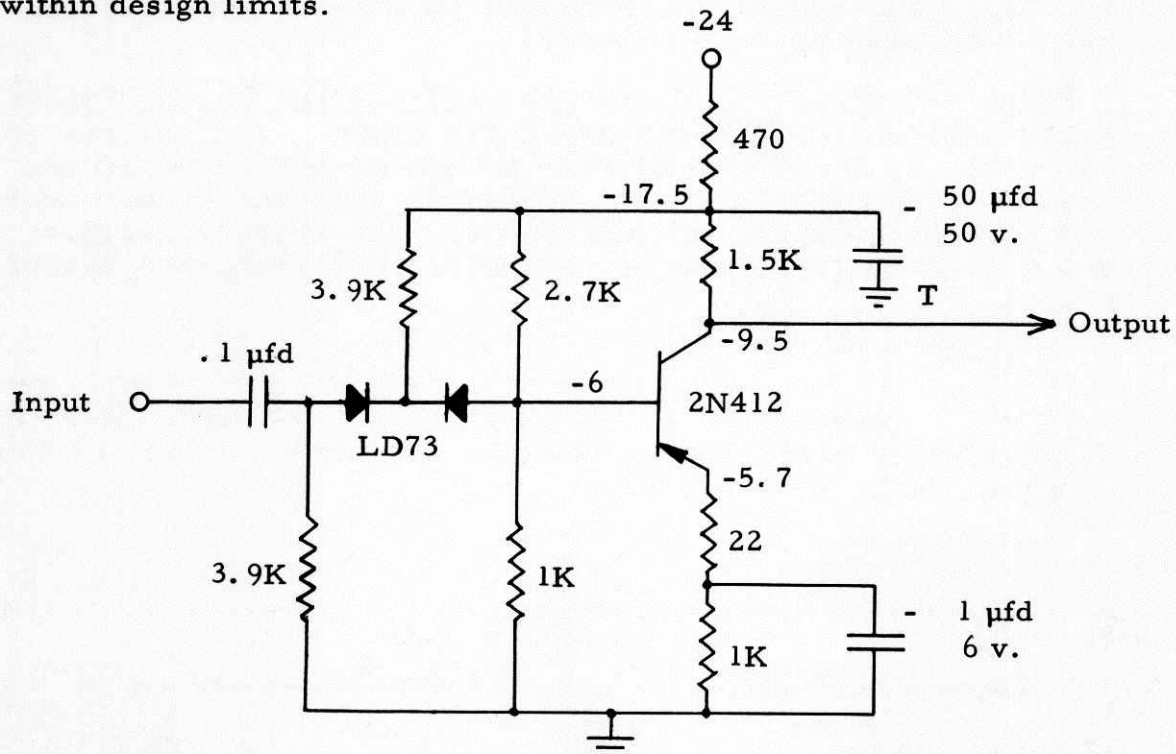 within design limits.
-24
470
-17.5
- 50 µfd
50 v.
3.9K
2.7K
1.5K
T
Output
-9.5
.1 µfd
-6
Input
2N412
LD73
-5.7
22
3.9K
1K
1K
- 1 µfd
6 v.